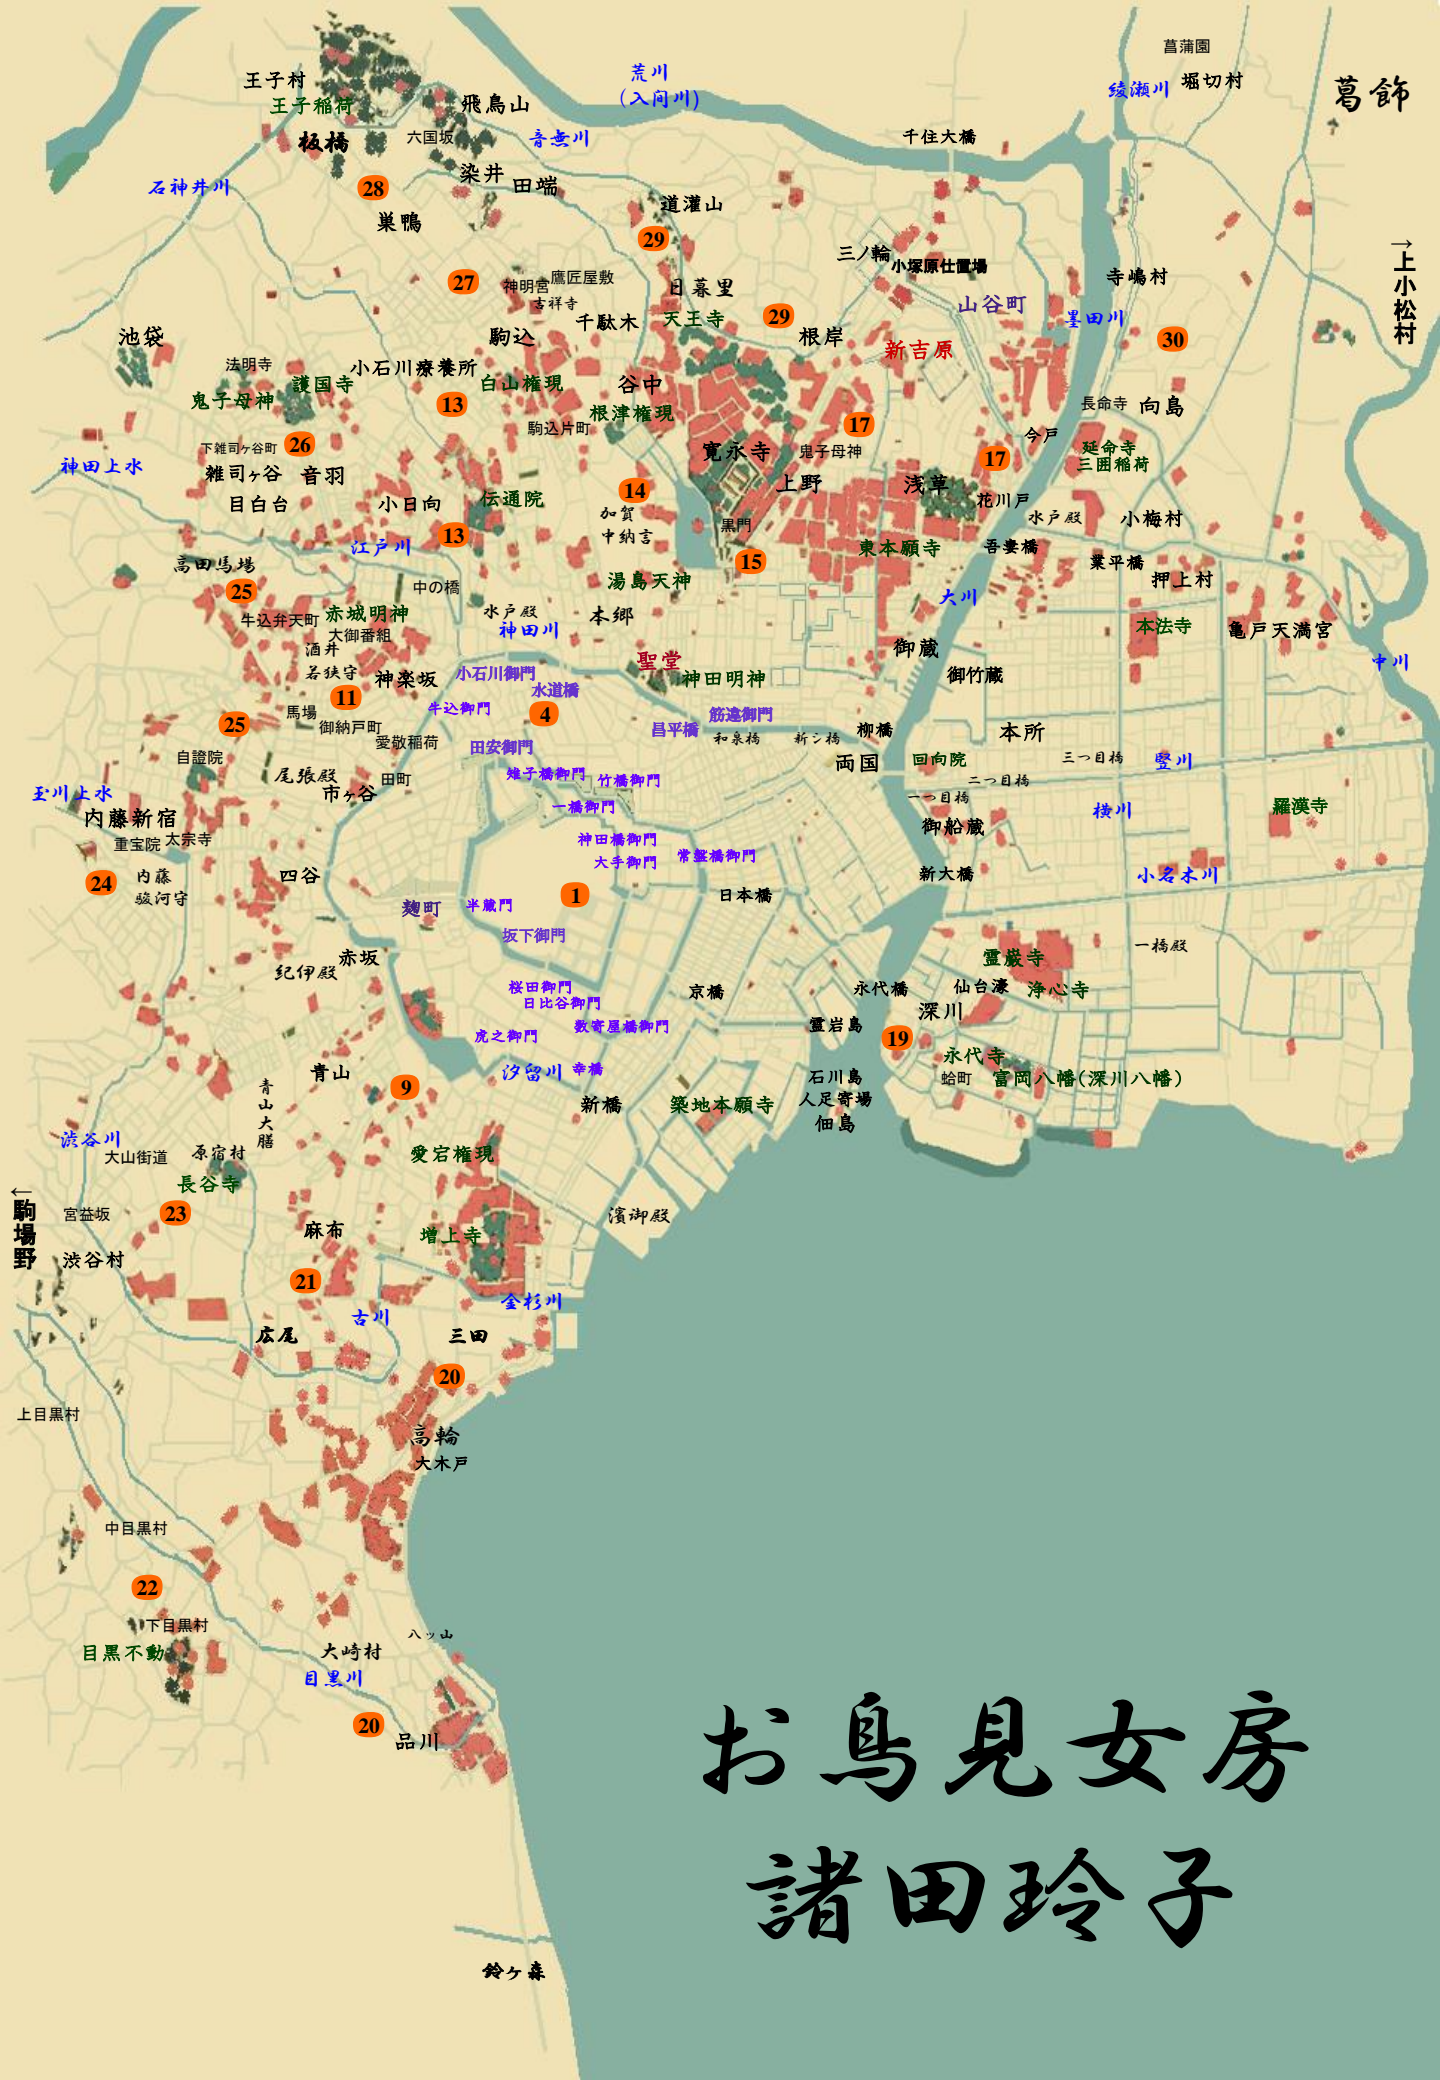 菖蒲園
荒川
(入间川)
綾瀬川
堀切村
葛飾
王子村
王子稲荷
飛鳥山
板橋
六国坂
音無川
千住大橋
染井
田端
石神井川
28
道灌山
巣鴨
29
三ノ輪
小塚原仕置場
→上小松村
27
神明宮
鷹匠屋敷
吉祥寺
日暮里
寺嶋村
山谷町
千駄木
天王寺
29
墨田川
池袋
駒込
根岸
新吉原
30
法明寺
護国寺
小石川療養所
白山権現
谷中
鬼子母神
13
根津権現
長命寺
向島
駒込片町
17
下雑司ヶ谷町
26
寛永寺
鬼子母神
今戸
延命寺
三囲稲荷
神田上水
雑司ヶ谷
音羽
17
目白台
小日向
伝通院
14
上野
浅草
花川戸
加賀
中納言
黒門
水戸殿
小梅村
江戸川
13
東本願寺
吾妻橋
高田馬場
15
業平橋
押上村
25
中の橋
湯島天神
大川
牛込弁天町
赤城明神
水戸殿
本郷
大御番組
神田川
本法寺
亀戸天満宮
酒井
若狭守
御蔵
聖堂
中川
神楽坂
小石川御門
神田明神
御竹蔵
11
水道橋
馬場
牛込御門
4
筋違御門
25
御納戸町
昌平橋
和泉橋
新シ橋
柳橋
本所
愛敬稲荷
田安御門
自證院
両国
回向院
三つ目橋
竪川
尾張殿
田町
雉子橋御門
竹橋御門
二つ目橋
玉川上水
市ヶ谷
一橋御門
一つ目橋
横川
羅漢寺
内藤新宿
重宝院
太宗寺
神田橋御門
御船蔵
大手御門
常盤橋御門
24
内藤
駿河守
四谷
新大橋
小名木川
1
日本橋
麹町
半蔵門
坂下御門
一橋殿
紀伊殿
赤坂
霊巌寺
桜田御門
京橋
永代橋
仙台濠
浄心寺
日比谷御門
深川
数寄屋橋御門
霊岩島
虎之御門
19
永代寺
青山
汐留川
幸橋
石川島
人足寄場
佃島
蛤町
富岡八幡(深川八幡)
9
新橋
築地本願寺
青山大膳
渋谷川
大山街道
原宿村
愛宕権現
長谷寺
←駒場野
宮益坂
23
濱御殿
麻布
増上寺
渋谷村
21
古川
金杉川
広尾
三田
20
上目黒村
高輪
大木戸
中目黒村
22
下目黒村
八ッ山
目黒不動
大崎村
目黒川
20
品川
お鳥見女房
諸田玲子
鈴ヶ森